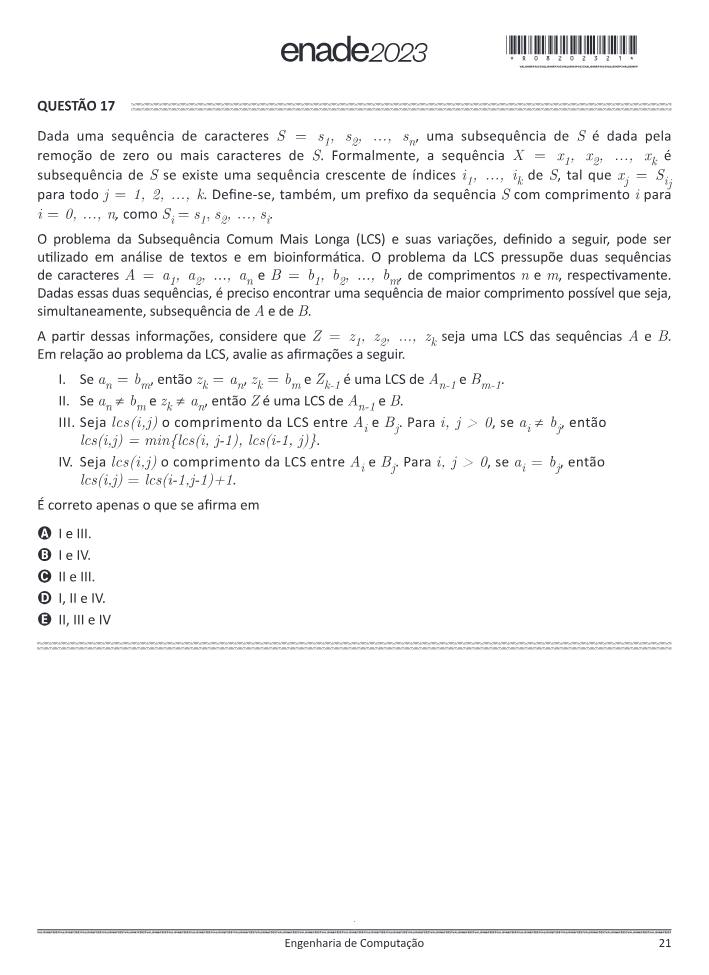 enade2023
*R08202321*
QUESTÃO 17
Dada uma sequência de caracteres S = s1, s2, ..., sn, uma subsequência de S é dada pela
remoção de zero ou mais caracteres de S. Formalmente, a sequência X = x1, x2, ..., xk é
subsequência de S se existe uma sequência crescente de índices i1, ..., ik de S, tal que xj = Sij
para todo j = 1, 2, ..., k. Define-se, também, um prefixo da sequência S com comprimento i para
i = 0, ..., n, como Si = s1, s2, ..., si.
O problema da Subsequência Comum Mais Longa (LCS) e suas variações, definido a seguir, pode ser
utilizado em análise de textos e em bioinformática. O problema da LCS pressupõe duas sequências
de caracteres A = a1, a2, ..., an e B = b1, b2, ..., bm, de comprimentos n e m, respectivamente.
Dadas essas duas sequências, é preciso encontrar uma sequência de maior comprimento possível que seja,
simultaneamente, subsequência de A e de B.
A partir dessas informações, considere que Z = z1, z2, ..., zk seja uma LCS das sequências A e B.
Em relação ao problema da LCS, avalie as afirmações a seguir.
I. Se an = bm, então zk = an, zk = bm e Zk-1 é uma LCS de An-1 e Bm-1.
II. Se an ≠ bm e zk ≠ an, então Z é uma LCS de An-1 e B.
III. Seja lcs(i,j) o comprimento da LCS entre Ai e Bj. Para i, j > 0, se ai ≠ bj, então
lcs(i,j) = min{lcs(i, j-1), lcs(i-1, j)}.
IV. Seja lcs(i,j) o comprimento da LCS entre Ai e Bj. Para i, j > 0, se ai = bj, então
lcs(i,j) = lcs(i-1,j-1)+1.
É correto apenas o que se afirma em
A I e III.
B I e IV.
C II e III.
D I, II e IV.
E II, III e IV
Engenharia de Computação
21